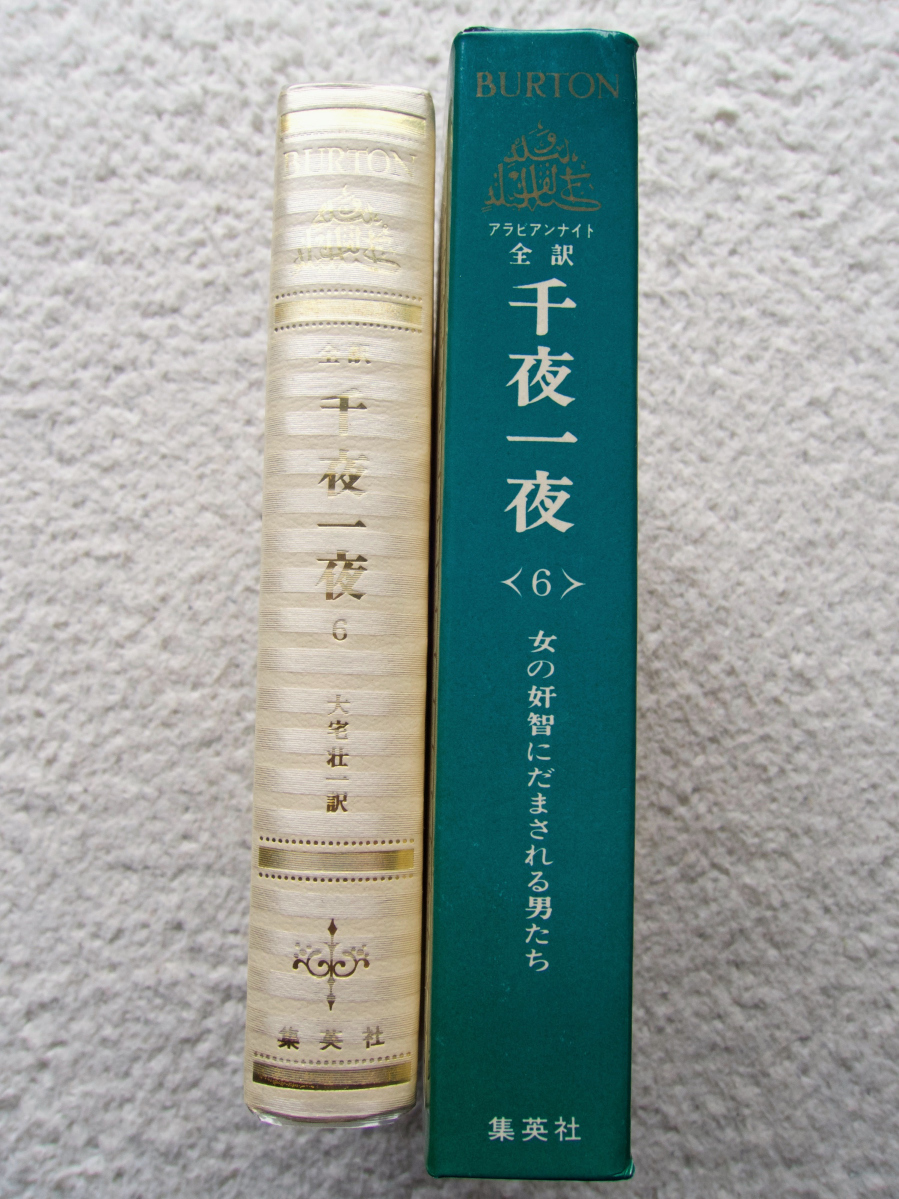 BURTON
全訳
千夜一夜
6
大宅壮一訳
集英社
BURTON
アラビアンナイト
全訳
千夜一夜
<6>
女の奸智にだまされる男たち
集英社